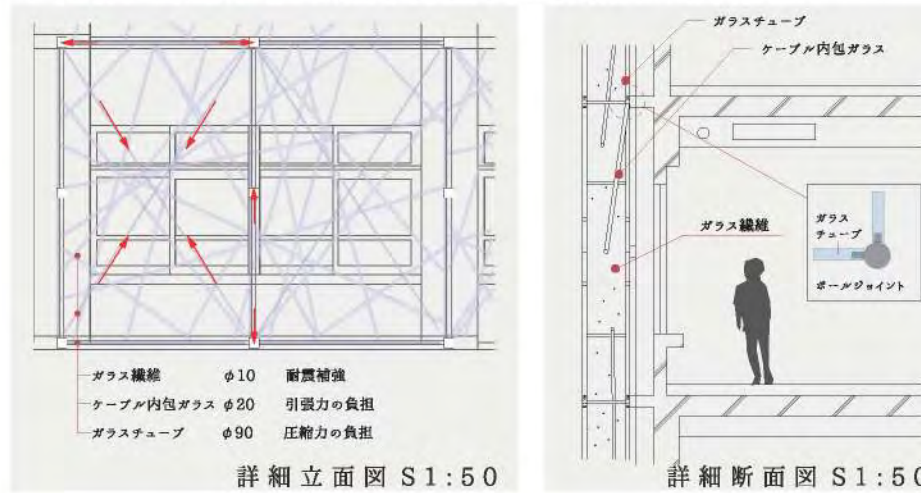 ガラス繊維 φ10 耐震補強
ケーブル内包ガラス φ20 引張力の負担
ガラスチューブ φ90 圧縮力の負担
詳細立面図 S1:50
ガラスチューブ
ケーブル内包ガラス
ガラス繊維
ガラス
チューブ
ボールジョイント
詳細断面図 S1:50